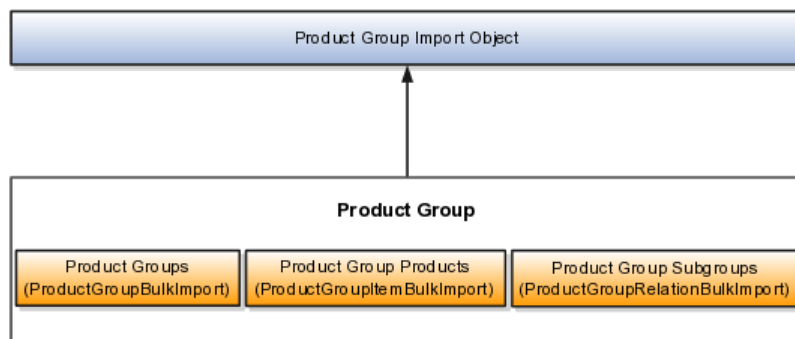 Product Group Import Object
Product Group
Product Groups
(ProductGroupBulkImport)
Product Group Products
(ProductGroupItemBulkImport)
Product Group Subgroups
(ProductGroupRelationBulkImport)